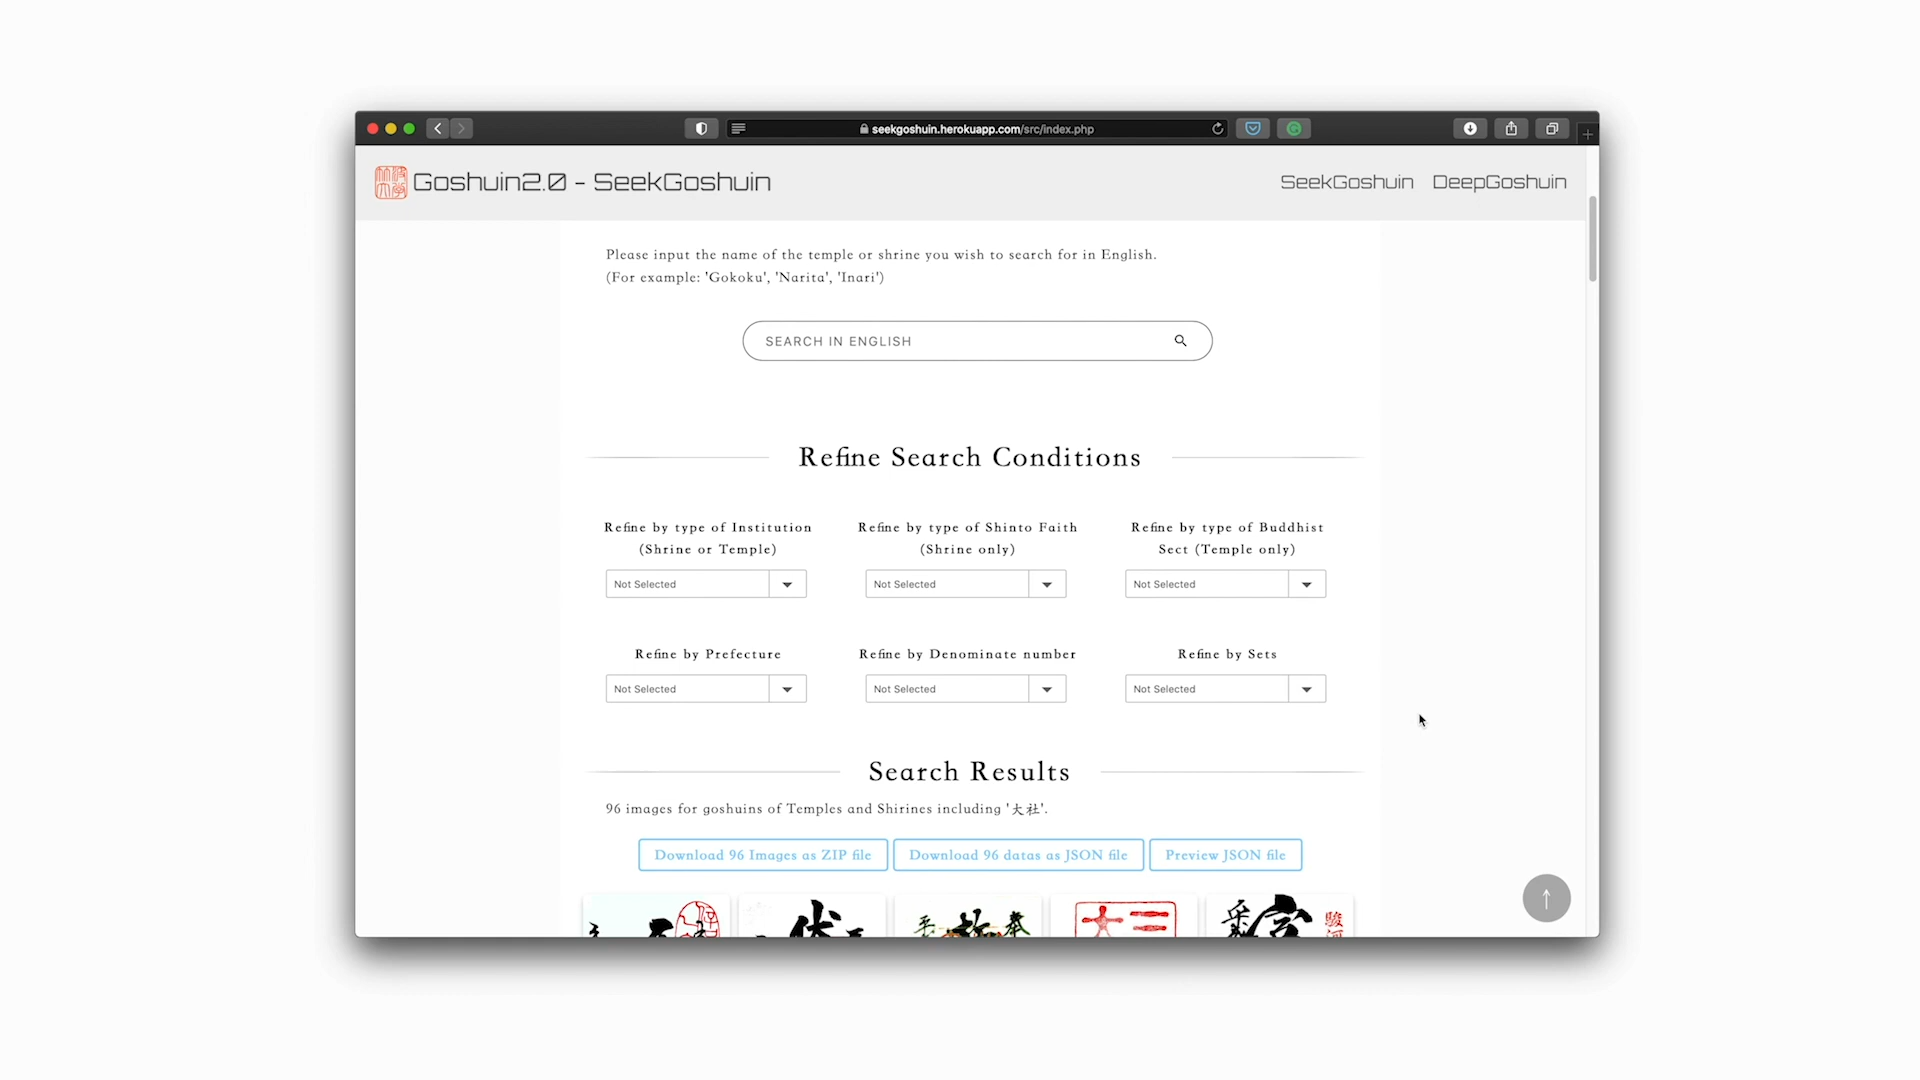 seekgoshuin.herokuapp.com/src/index.php
Goshuin2.0 - SeekGoshuin
SeekGoshuin DeepGoshuin
Please input the name of the temple or shrine you wish to search for in English.
(For example: 'Gokoku', 'Narita', 'Inari')
SEARCH IN ENGLISH
Refine Search Conditions
Refine by type of Institution
(Shrine or Temple)
Not Selected
Refine by type of Shinto Faith
(Shrine only)
Not Selected
Refine by type of Buddhist
Sect (Temple only)
Not Selected
Refine by Prefecture
Not Selected
Refine by Denominate number
Not Selected
Refine by Sets
Not Selected
Search Results
96 images for goshuins of Temples and Shirines including '大社'.
Download 96 Images as ZIP file
Download 96 datas as JSON file
Preview JSON file